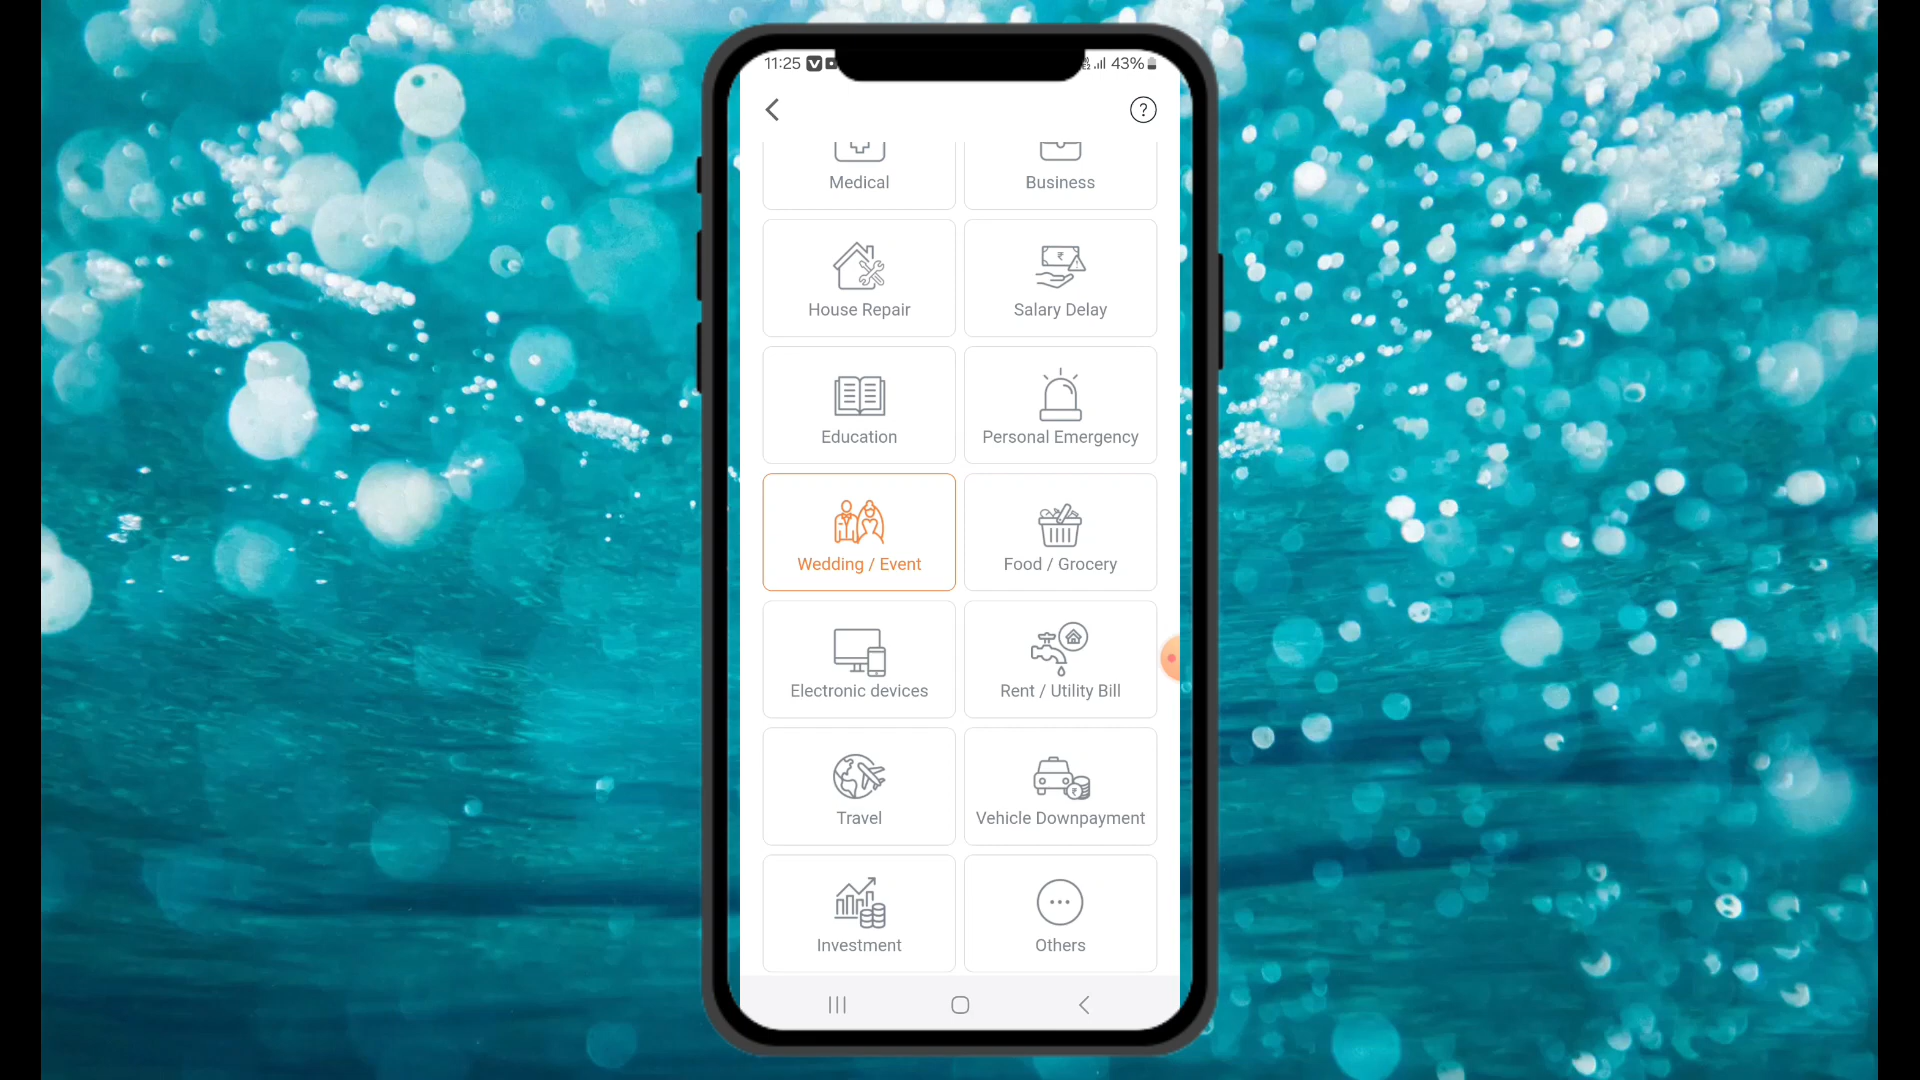 11:25
43%
?
Medical
Business
House Repair
Salary Delay
Education
Personal Emergency
Wedding / Event
Food / Grocery
Electronic devices
Rent / Utility Bill
Travel
Vehicle Downpayment
Investment
Others